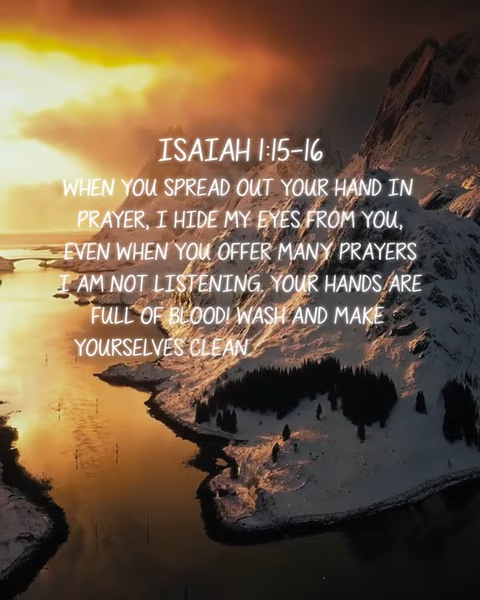 ISAIAH 1:15-16
WHEN YOU SPREAD OUT YOUR HAND IN
PRAYER, I HIDE MY EYES FROM YOU,
EVEN WHEN YOU OFFER MANY PRAYERS
I AM NOT LISTENING. YOUR HANDS ARE
FULL OF BLOOD! WASH AND MAKE
YOURSELVES CLEAN.